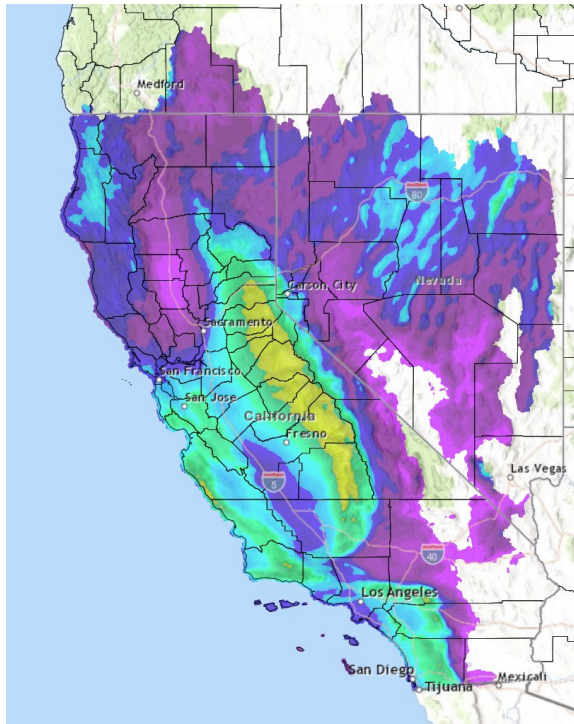 Medford
80
Nevada
Carson City
Sacramento
San Francisco
San Jose
California
Fresno
5
Las Vegas
40
Los Angeles
San Diego
Mexicali
Tijuana